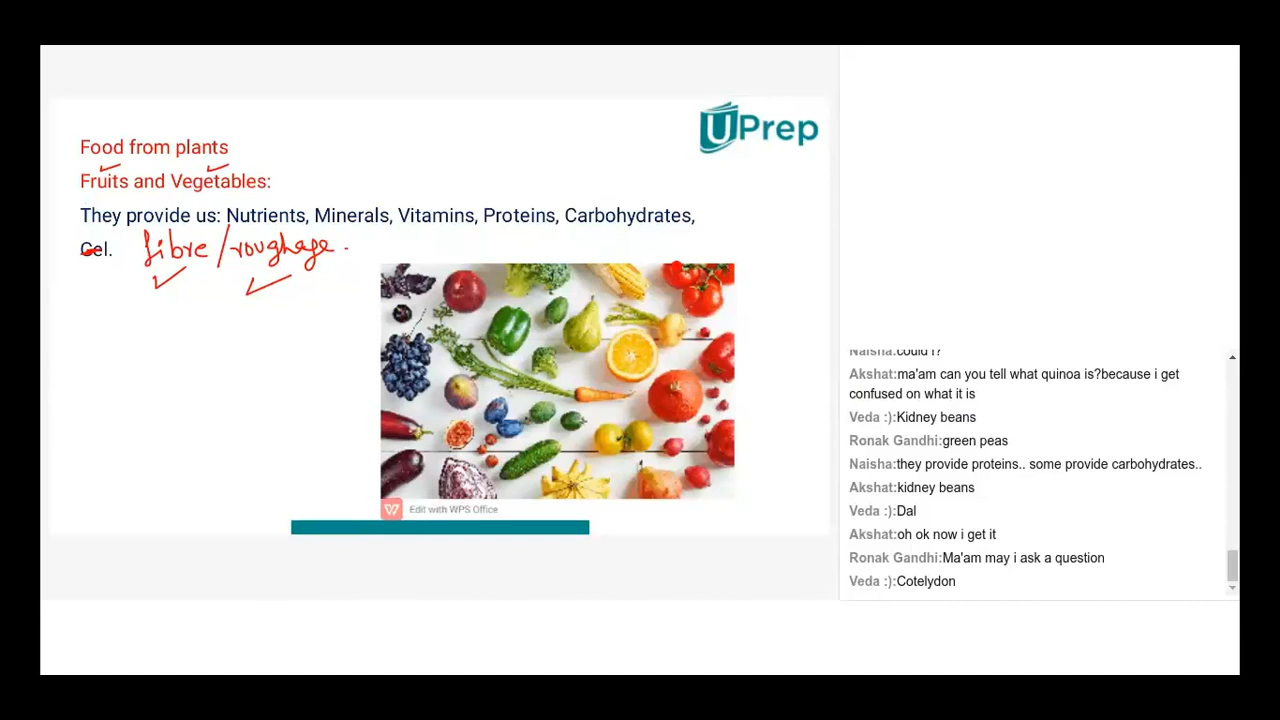 UPrep
Food from plants
Fruits and Vegetables:
They provide us: Nutrients, Minerals, Vitamins, Proteins, Carbohydrates,
Cel. fibre/roughage.
Edit with WPS Office
Naisha:could i?
Akshat:ma'am can you tell what quinoa is?because i get
confused on what it is
Veda :):Kidney beans
Ronak Gandhi:green peas
Naisha:they provide proteins.. some provide carbohydrates..
Akshat:kidney beans
Veda :):Dal
Akshat:oh ok now i get it
Ronak Gandhi:Ma'am may i ask a question
Veda :):Cotelydon